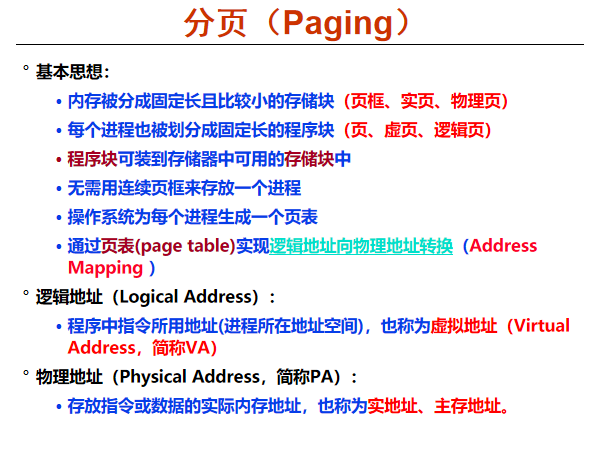 分页（Paging）
° 基本思想：
• 内存被分成固定长且比较小的存储块（页框、实页、物理页）
• 每个进程也被划分成固定长的程序块（页、虚页、逻辑页）
• 程序块可装到存储器中可用的存储块中
• 无需用连续页框来存放一个进程
• 操作系统为每个进程生成一个页表
• 通过页表(page table)实现逻辑地址向物理地址转换（Address
Mapping ）
° 逻辑地址（Logical Address）：
• 程序中指令所用地址(进程所在地址空间)，也称为虚拟地址（Virtual
Address，简称VA）
° 物理地址（Physical Address，简称PA）：
• 存放指令或数据的实际内存地址，也称为实地址、主存地址。